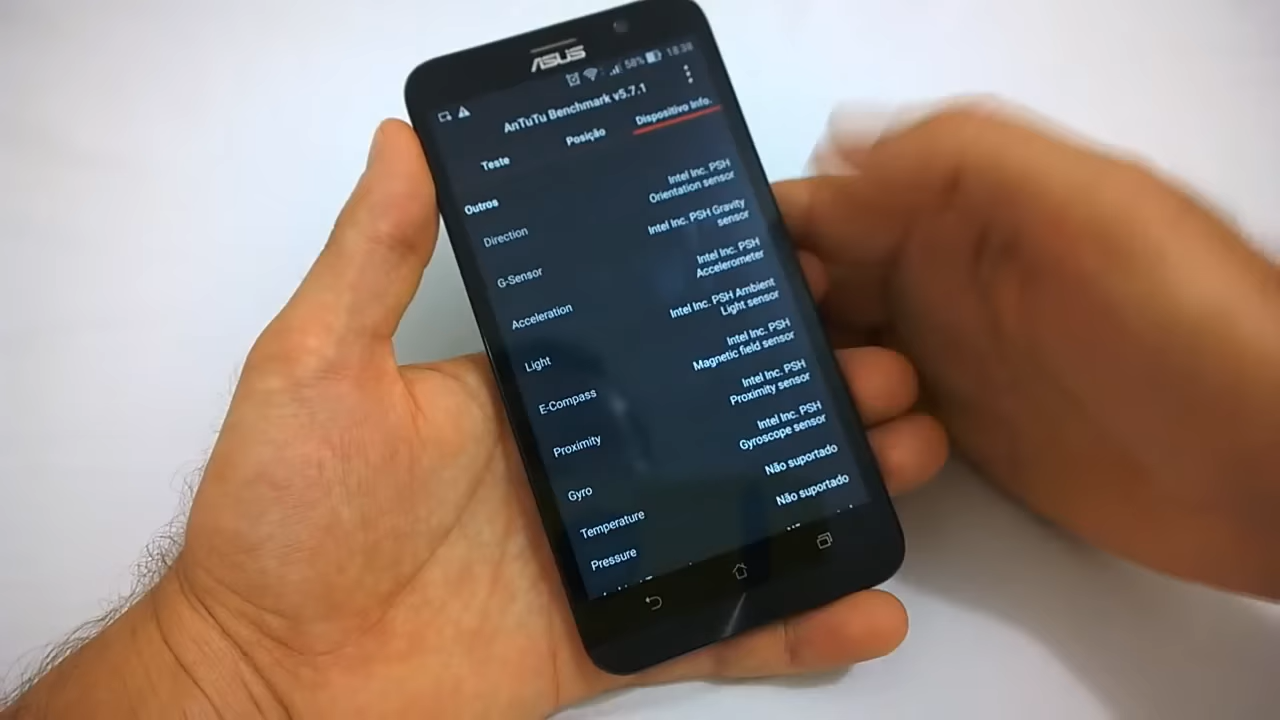 ASUS
58% 18:38
AnTuTu Benchmark v5.7.1
Teste
Posição
Dispositivo Info.
Outros
Direction
Intel Inc. PSH
Orientation sensor
G-Sensor
Intel Inc. PSH Gravity
sensor
Acceleration
Intel Inc. PSH
Accelerometer
Light
Intel Inc. PSH Ambient
Light sensor
E-Compass
Intel Inc. PSH
Magnetic field sensor
Proximity
Intel Inc. PSH
Proximity sensor
Gyro
Intel Inc. PSH
Gyroscope sensor
Temperature
Não suportado
Pressure
Não suportado